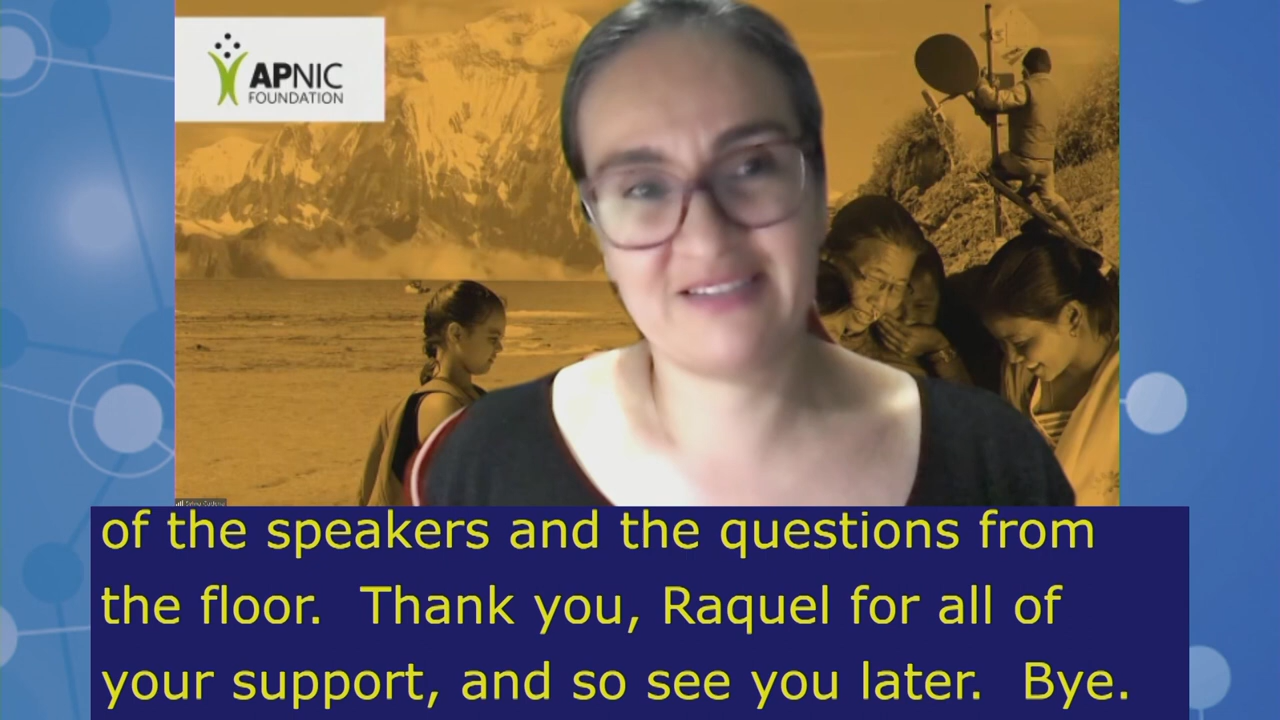 APNIC
FOUNDATION
of the speakers and the questions from
the floor.  Thank you, Raquel for all of
your support, and so see you later.  Bye.